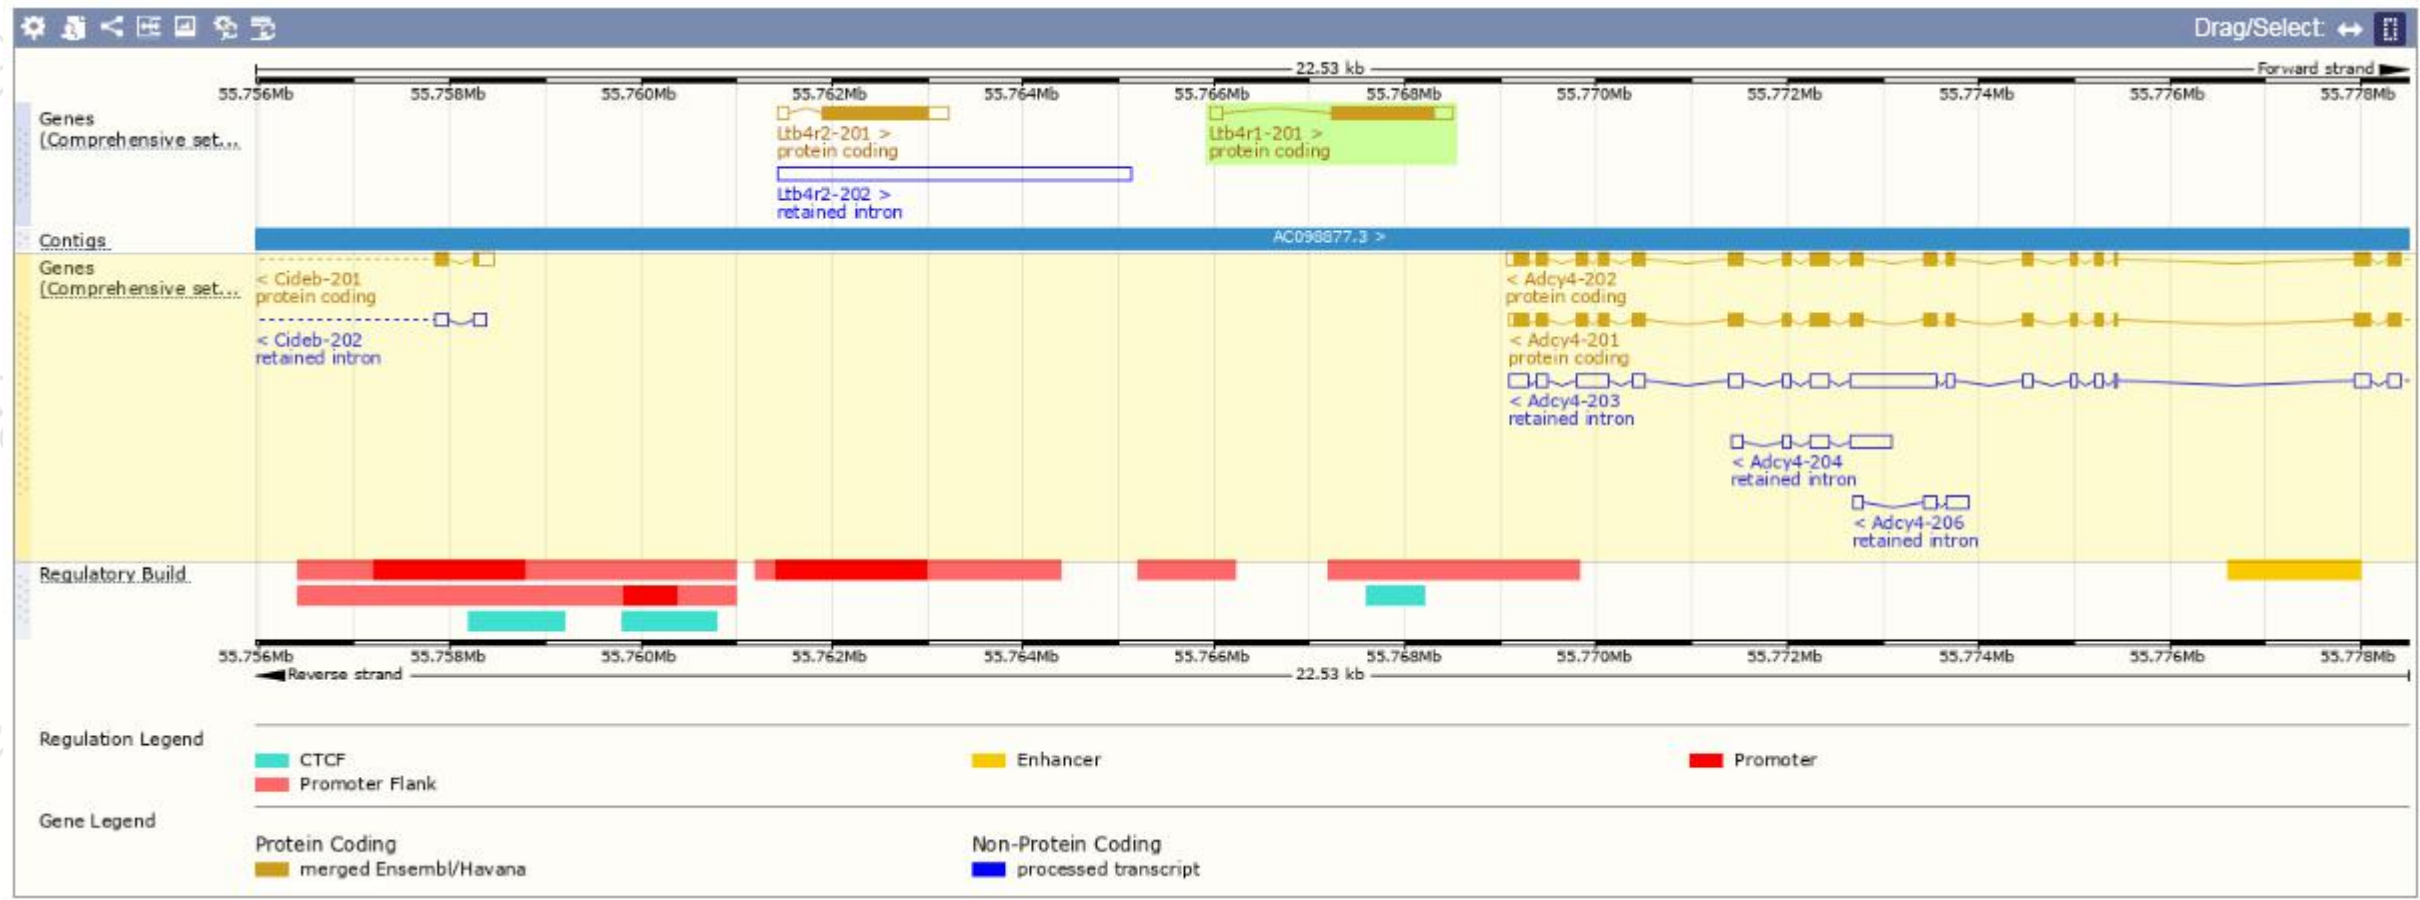 Drag/Select:
22.53 kb Forward strand
55.756Mb 55.758Mb 55.760Mb 55.762Mb 55.764Mb 55.766Mb 55.768Mb 55.770Mb 55.772Mb 55.774Mb 55.776Mb 55.778Mb
Genes
(Comprehensive set...
Ltb4r2-201 >
protein coding
Ltb4r1-201 >
protein coding
Ltb4r2-202 >
retained intron
Contigs
AC098877.3 >
Genes
(Comprehensive set...
< Cideb-201
protein coding
< Adcy4-202
protein coding
< Cideb-202
retained intron
< Adcy4-201
protein coding
< Adcy4-203
retained intron
< Adcy4-204
retained intron
< Adcy4-206
retained intron
Regulatory Build
55.756Mb 55.758Mb 55.760Mb 55.762Mb 55.764Mb 55.766Mb 55.768Mb 55.770Mb 55.772Mb 55.774Mb 55.776Mb 55.778Mb
Reverse strand 22.53 kb
Regulation Legend
CTCF Enhancer Promoter
Promoter Flank
Gene Legend
Protein Coding Non-Protein Coding
merged Ensembl/Havana processed transcript